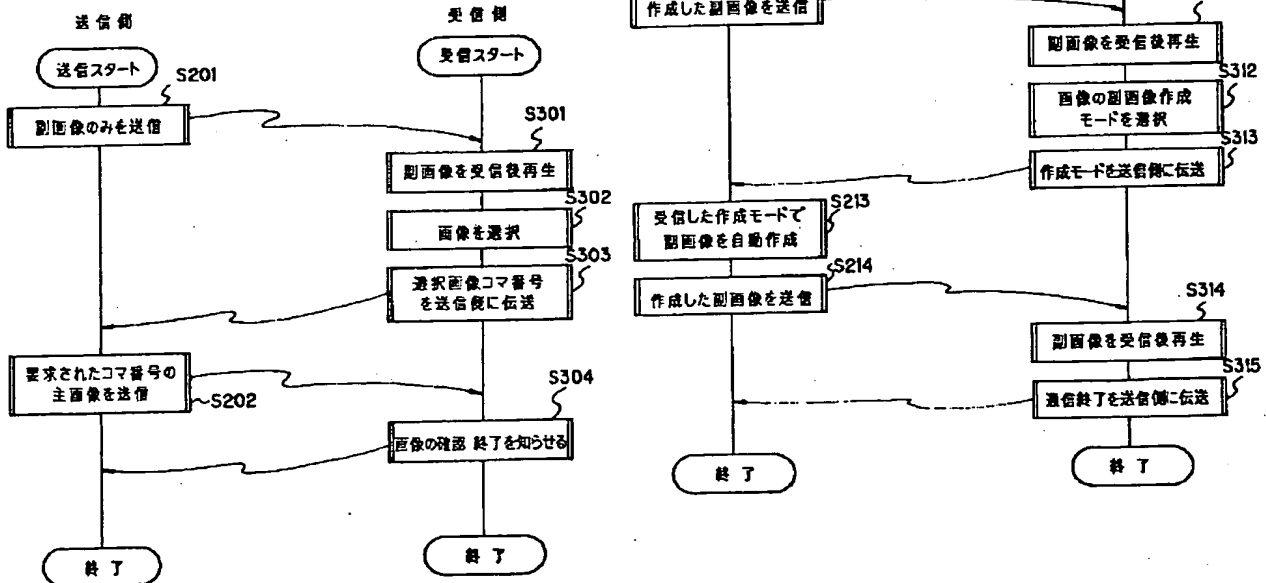 送信側
受信側
送信スタート
受信スタート
S201
副画像のみを送信
S301
副画像を受信後再生
S302
画像を選択
S303
選択画像コマ番号
を送信側に伝送
要求されたコマ番号の
主画像を送信
S202
S304
画像の確認 終了を知らせる
終了
終了
作成した副画像を送信
副画像を受信後再生
S312
画像の副画像作成
モードを選択
S313
作成モードを送信側に伝送
S213
受信した作成モードで
副画像を自動作成
S214
作成した副画像を送信
S314
副画像を受信後再生
S315
通信終了を送信側に伝送
終了
終了